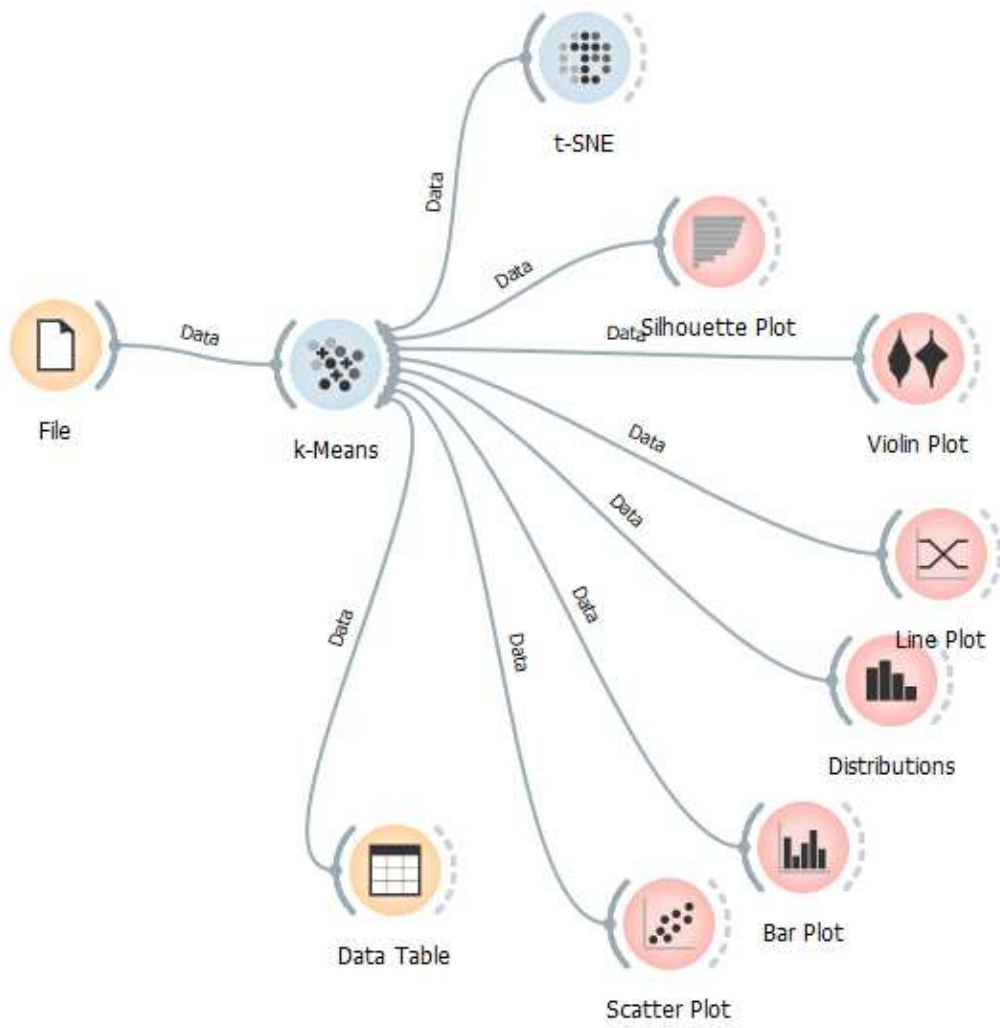 t-SNE
Data
Data
Silhouette Plot
Data
Data
File
k-Means
Violin Plot
Data
Data
Line Plot
Data
Data
Data
Distributions
Bar Plot
Data Table
Scatter Plot